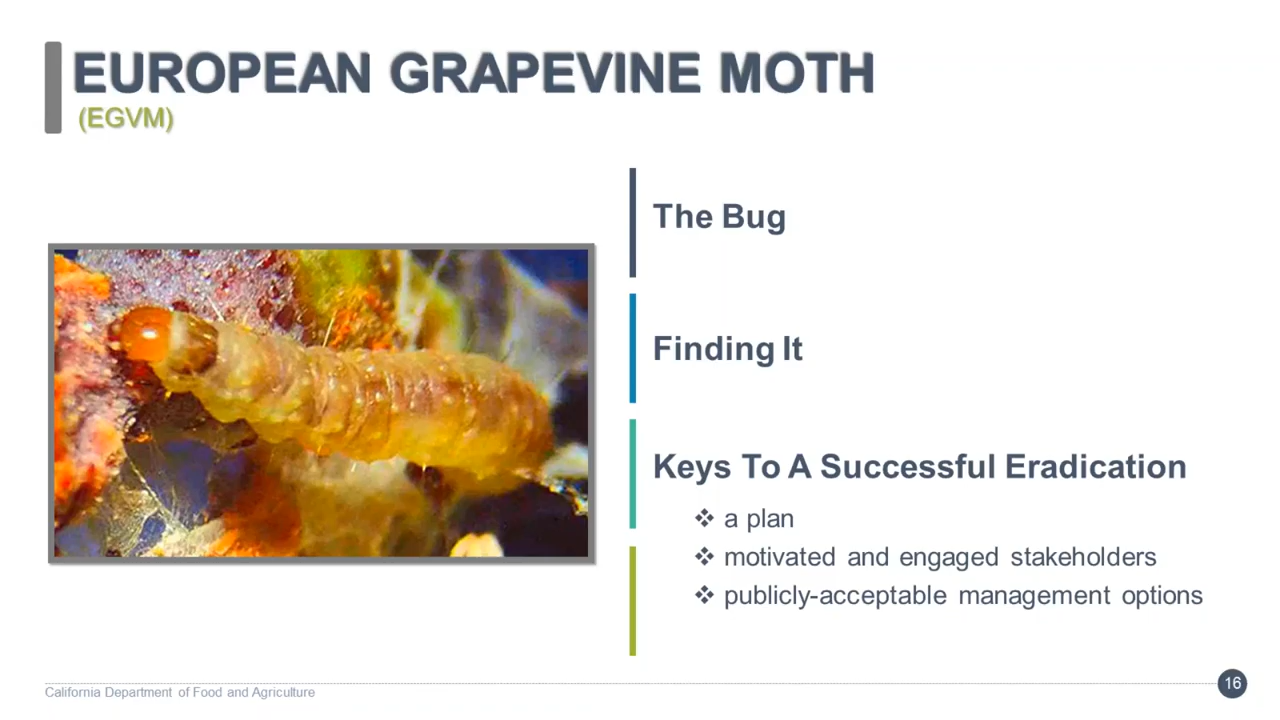 EUROPEAN GRAPEVINE MOTH
(EGVM)
The Bug
Finding It
Keys To A Successful Eradication
❖ a plan
❖ motivated and engaged stakeholders
❖ publicly-acceptable management options
California Department of Food and Agriculture
16